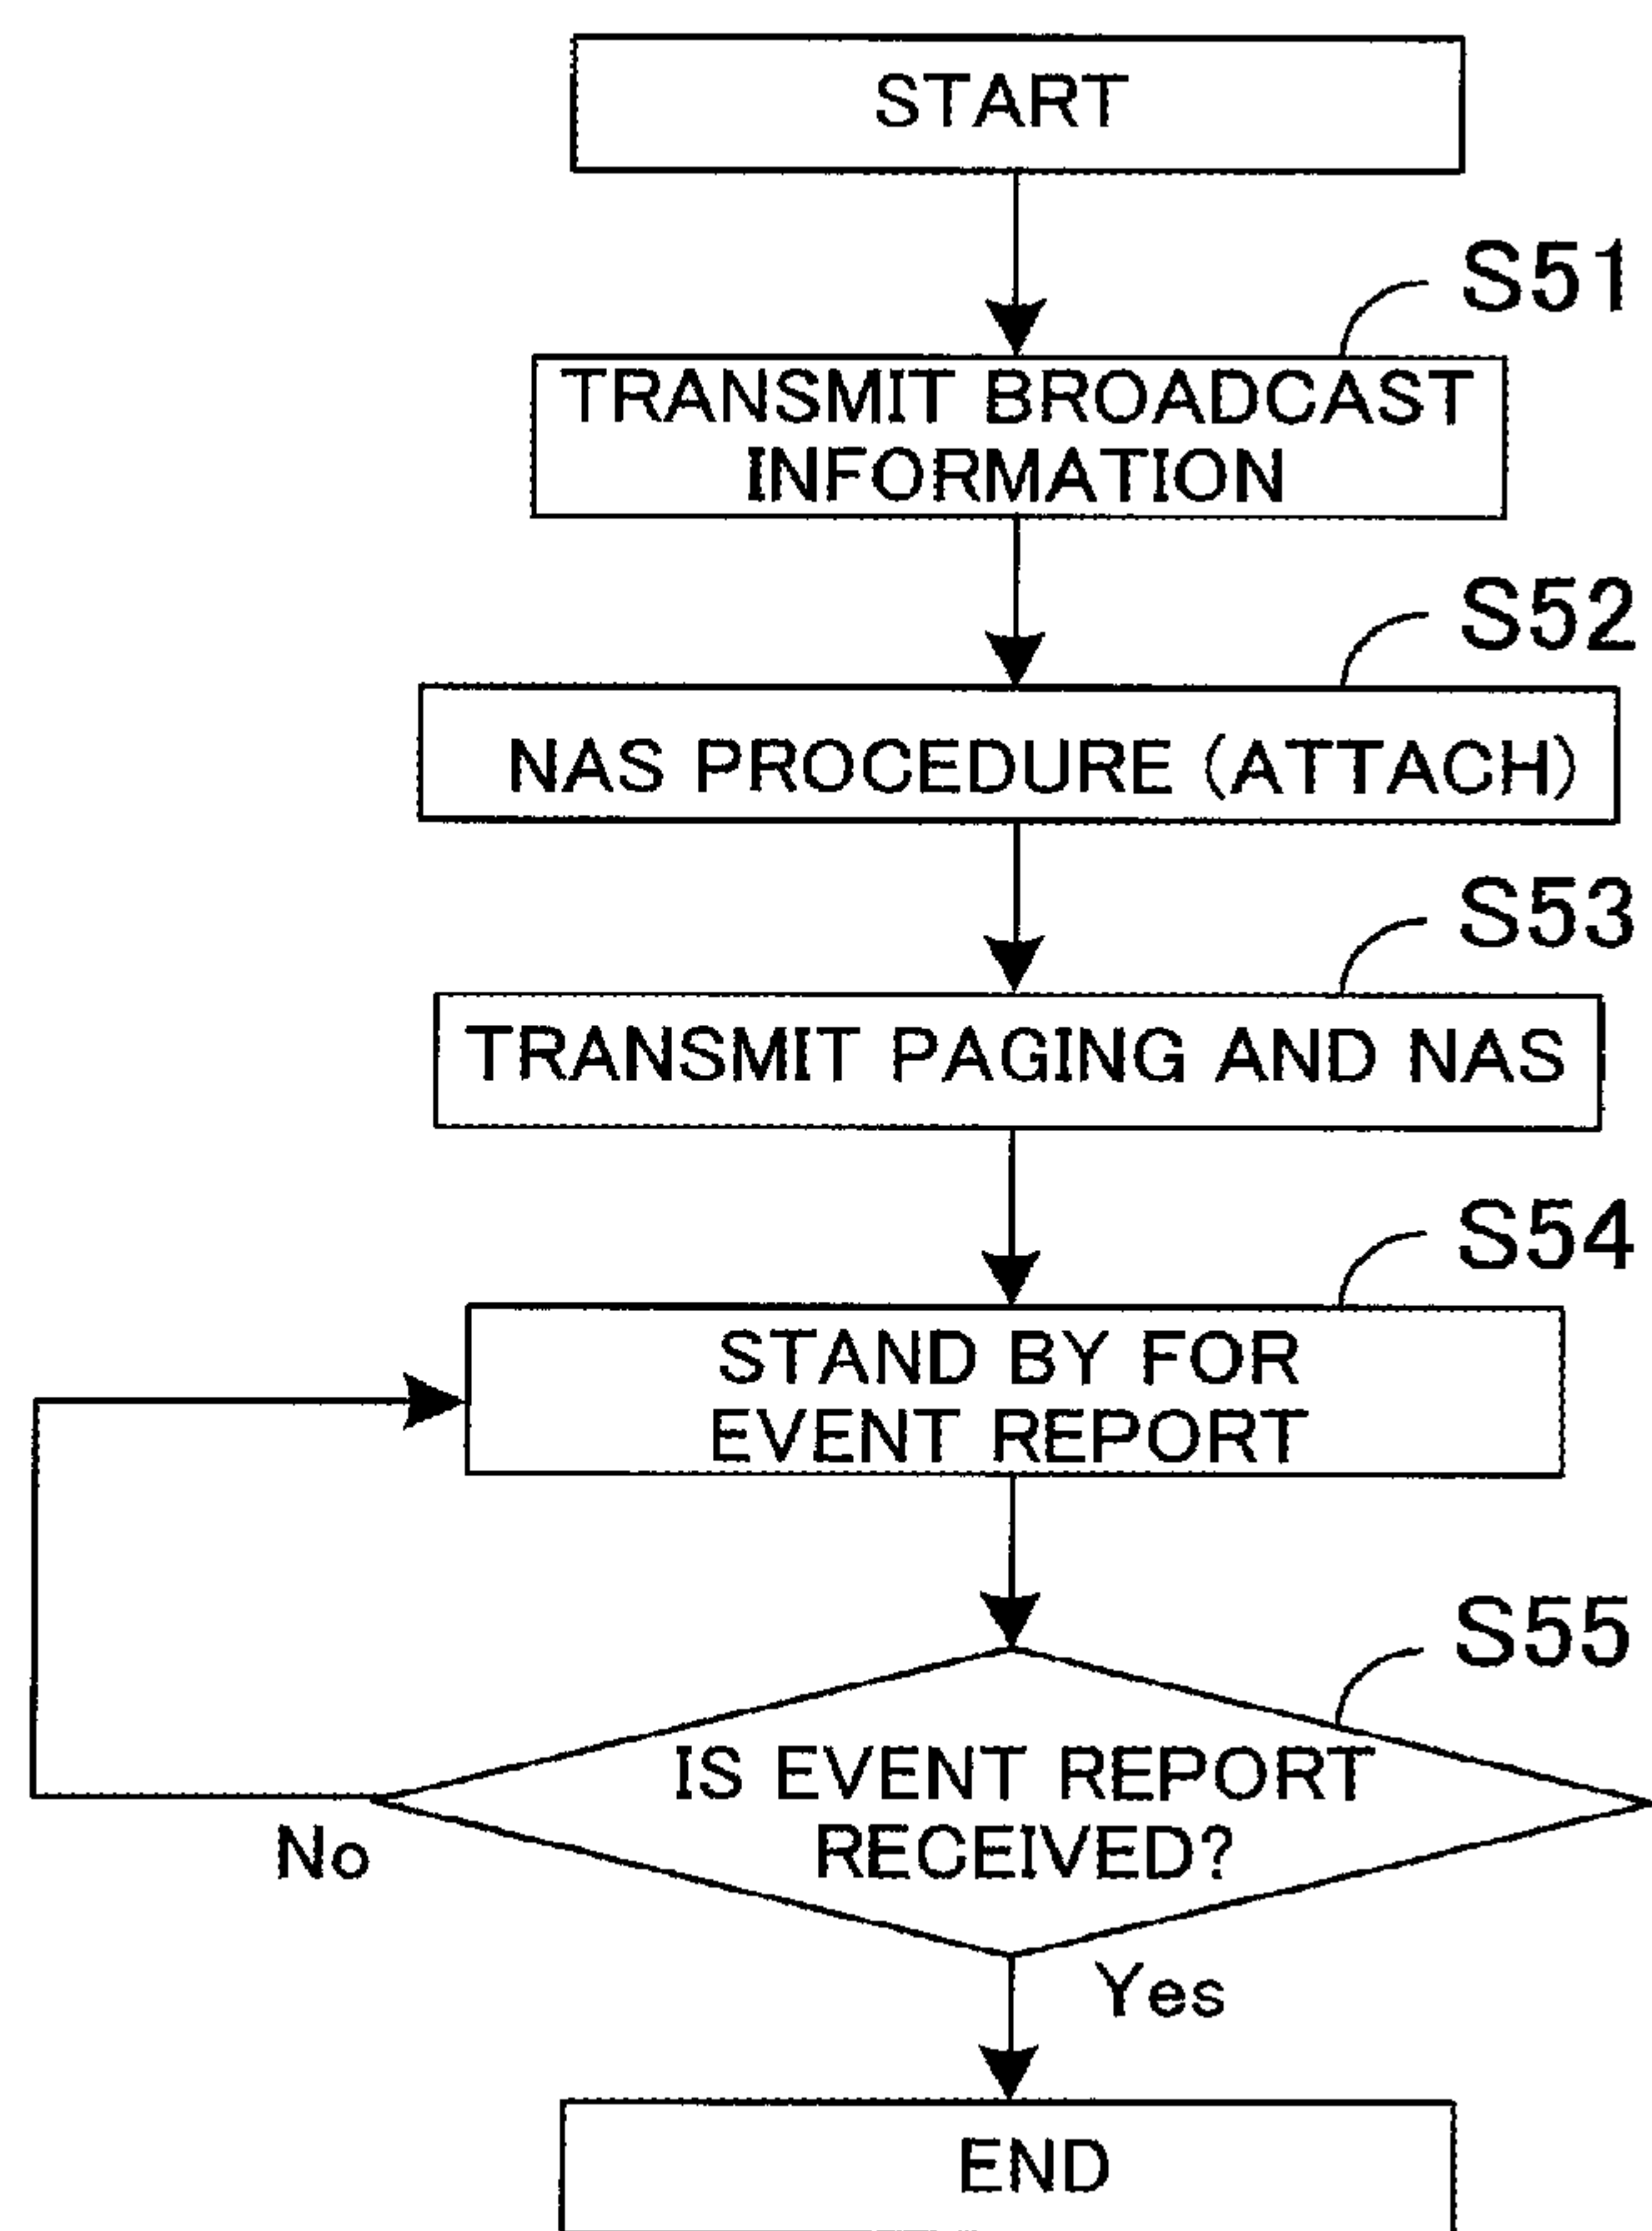 START
S51
TRANSMIT BROADCAST
INFORMATION
S52
NAS PROCEDURE (ATTACH)
S53
TRANSMIT PAGING AND NAS
S54
STAND BY FOR
EVENT REPORT
S55
IS EVENT REPORT
RECEIVED?
No
Yes
END